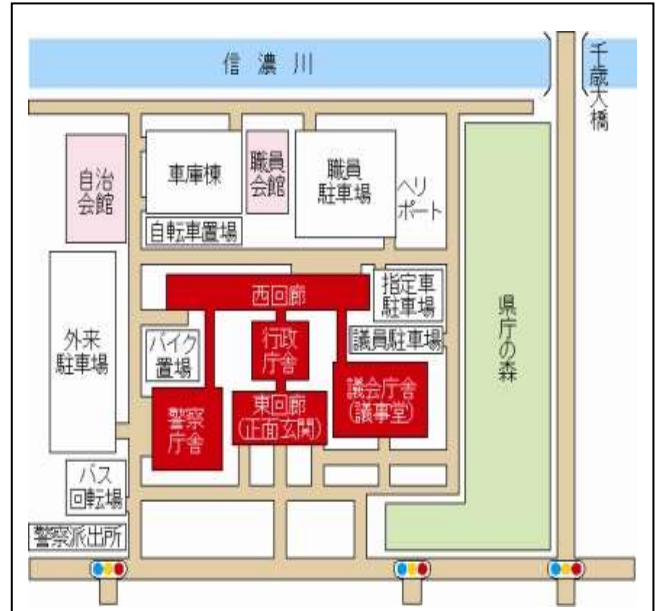 信濃川
千歳大橋
自治
会館
車庫棟
職員
会館
職員
駐車場
ヘリ
ポート
自転車置場
西回廊
指定車
駐車場
県庁の森
外来
駐車場
バイク
置場
行政
庁舎
議員駐車場
警察
庁舎
東回廊
(正面玄関)
議会庁舎
(議事堂)
バス
回転場
警察派出所